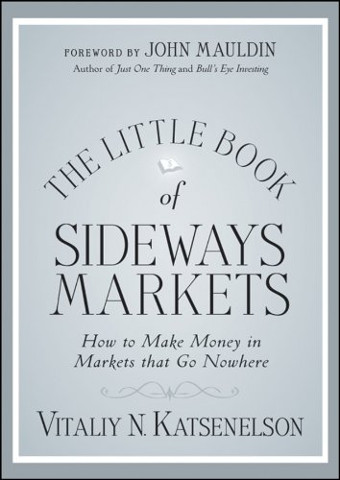 FOREWORD BY JOHN MAULDIN
Author of Just One Thing and Bull's Eye Investing
THE LITTLE BOOK
of
SIDEWAYS
MARKETS
How to Make Money in
Markets that Go Nowhere
VITALIY N. KATSENELSON